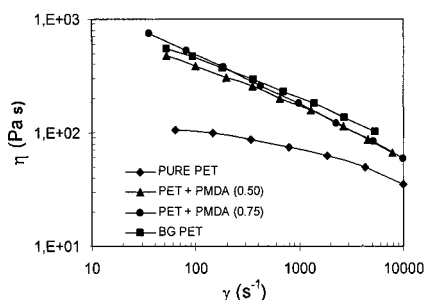 1,E+03
1,E+02
1,E+01
η (Pa s)
PURE PET
PET + PMDA (0.50)
PET + PMDA (0.75)
BG PET
10
100
1000
10000
γ (s⁻¹)